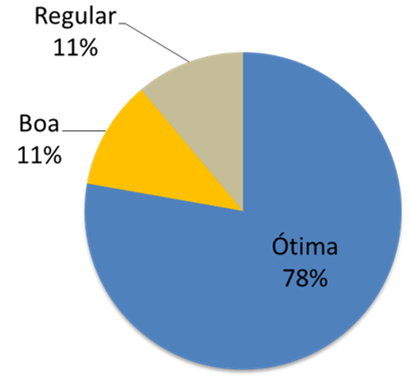 Regular
11%
Boa
11%
Ótima
78%